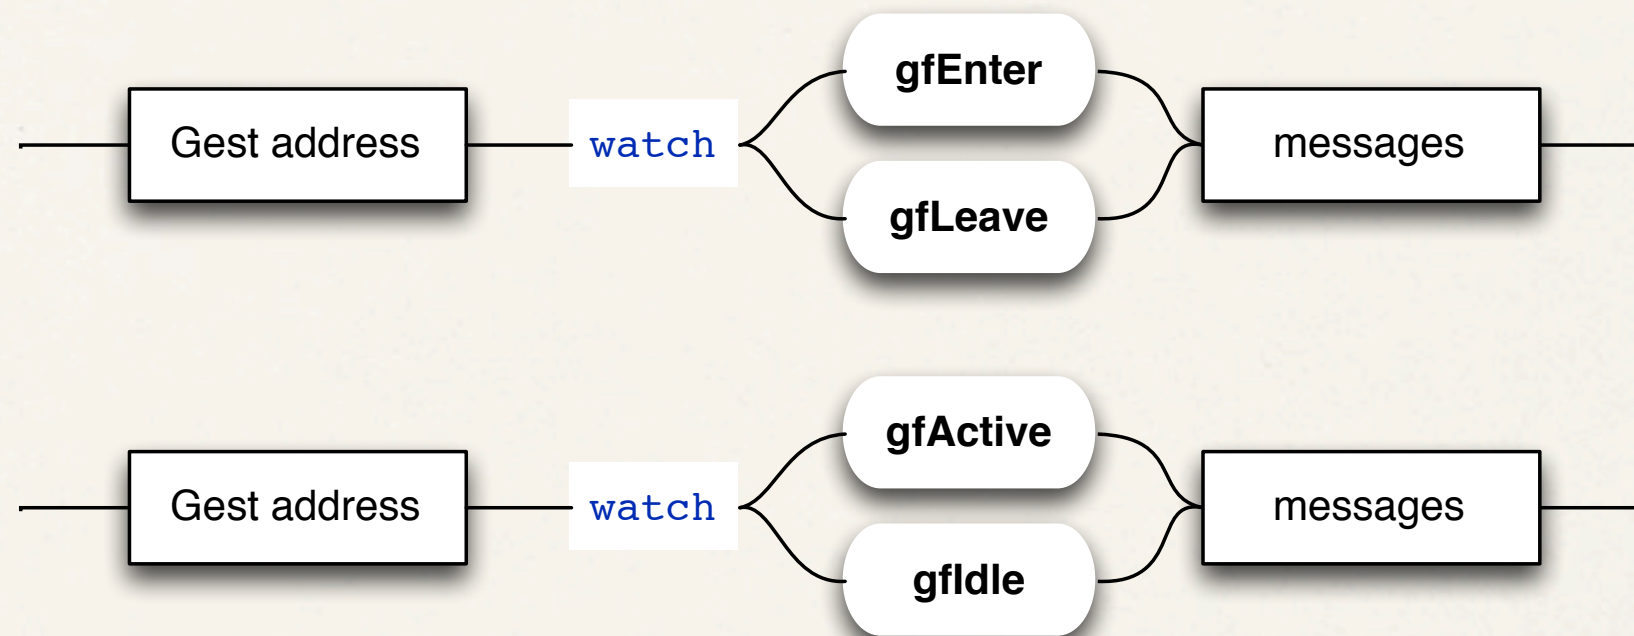 gfEnter
Gest address watch messages
gfLeave
gfActive
Gest address watch messages
gfIdle